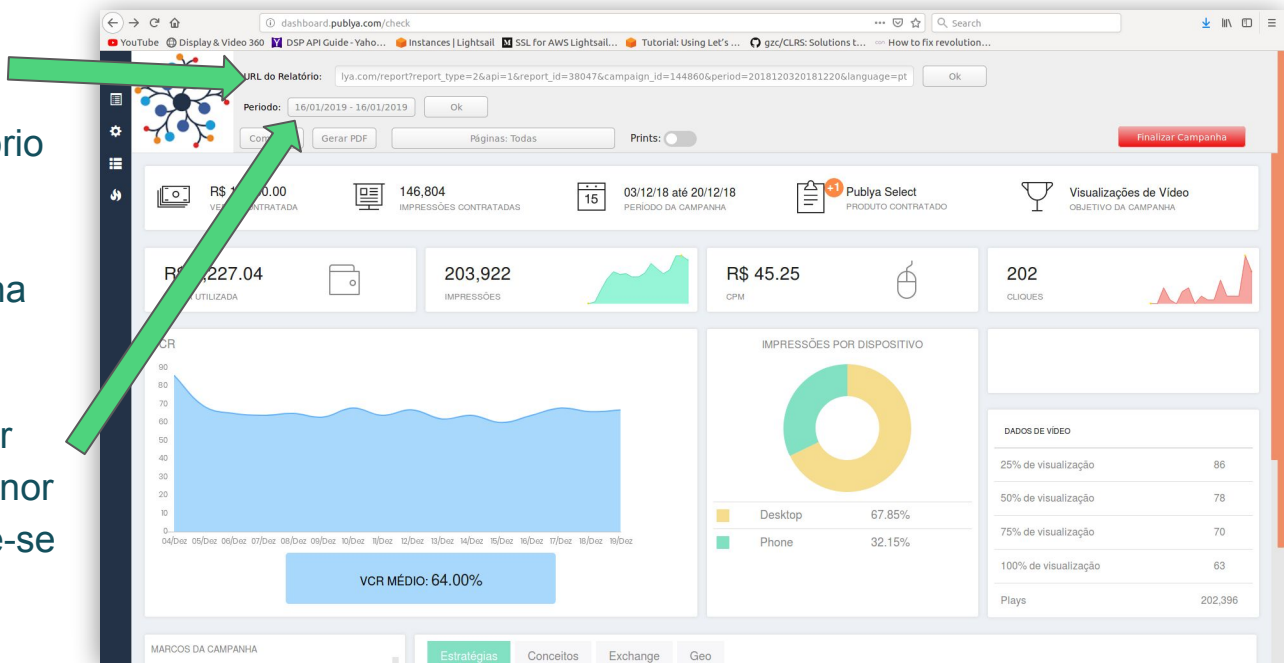 dashboard.publya.com/check
Search
YouTube Display & Video 360 DSP API Guide - Yaho... Instances | Lightsail SSL for AWS Lightsail... Tutorial: Using Let's ... gzc/CLRS: Solutions t... How to fix revolution...
URL do Relatório: lya.com/report?report_type=2&api=1&report_id=38047&campaign_id=144860&period=2018120320181220&language=pt Ok
Periodo: 16/01/2019 - 16/01/2019 Ok
Gerar PDF Páginas: Todas Prints: Finalizar Campanha
ório
na
r
nor
e-se
R$ 146,804 15 03/12/18 até 20/12/18 +1 Publya Select Visualizações de Vídeo
IMPRESSÕES CONTRATADAS PERÍODO DA CAMPANHA PRODUTO CONTRATADO OBJETIVO DA CAMPANHA
203,922 R$ 45.25 202
UTILIZADA IMPRESSÕES CPM CLIQUES
VCR
90
80
70
60
50
40
30
20
10
0
04/Dez 05/Dez 06/Dez 07/Dez 08/Dez 09/Dez 10/Dez 11/Dez 12/Dez 13/Dez 14/Dez 15/Dez 16/Dez 17/Dez 18/Dez 19/Dez
VCR MÉDIO: 64.00%
IMPRESSÕES POR DISPOSITIVO
Desktop 67.85%
Phone 32.15%
DADOS DE VÍDEO
25% de visualização 86
50% de visualização 78
75% de visualização 70
100% de visualização 63
Plays 202,396
MARCOS DA CAMPANHA
Estratégias Conceitos Exchange Geo